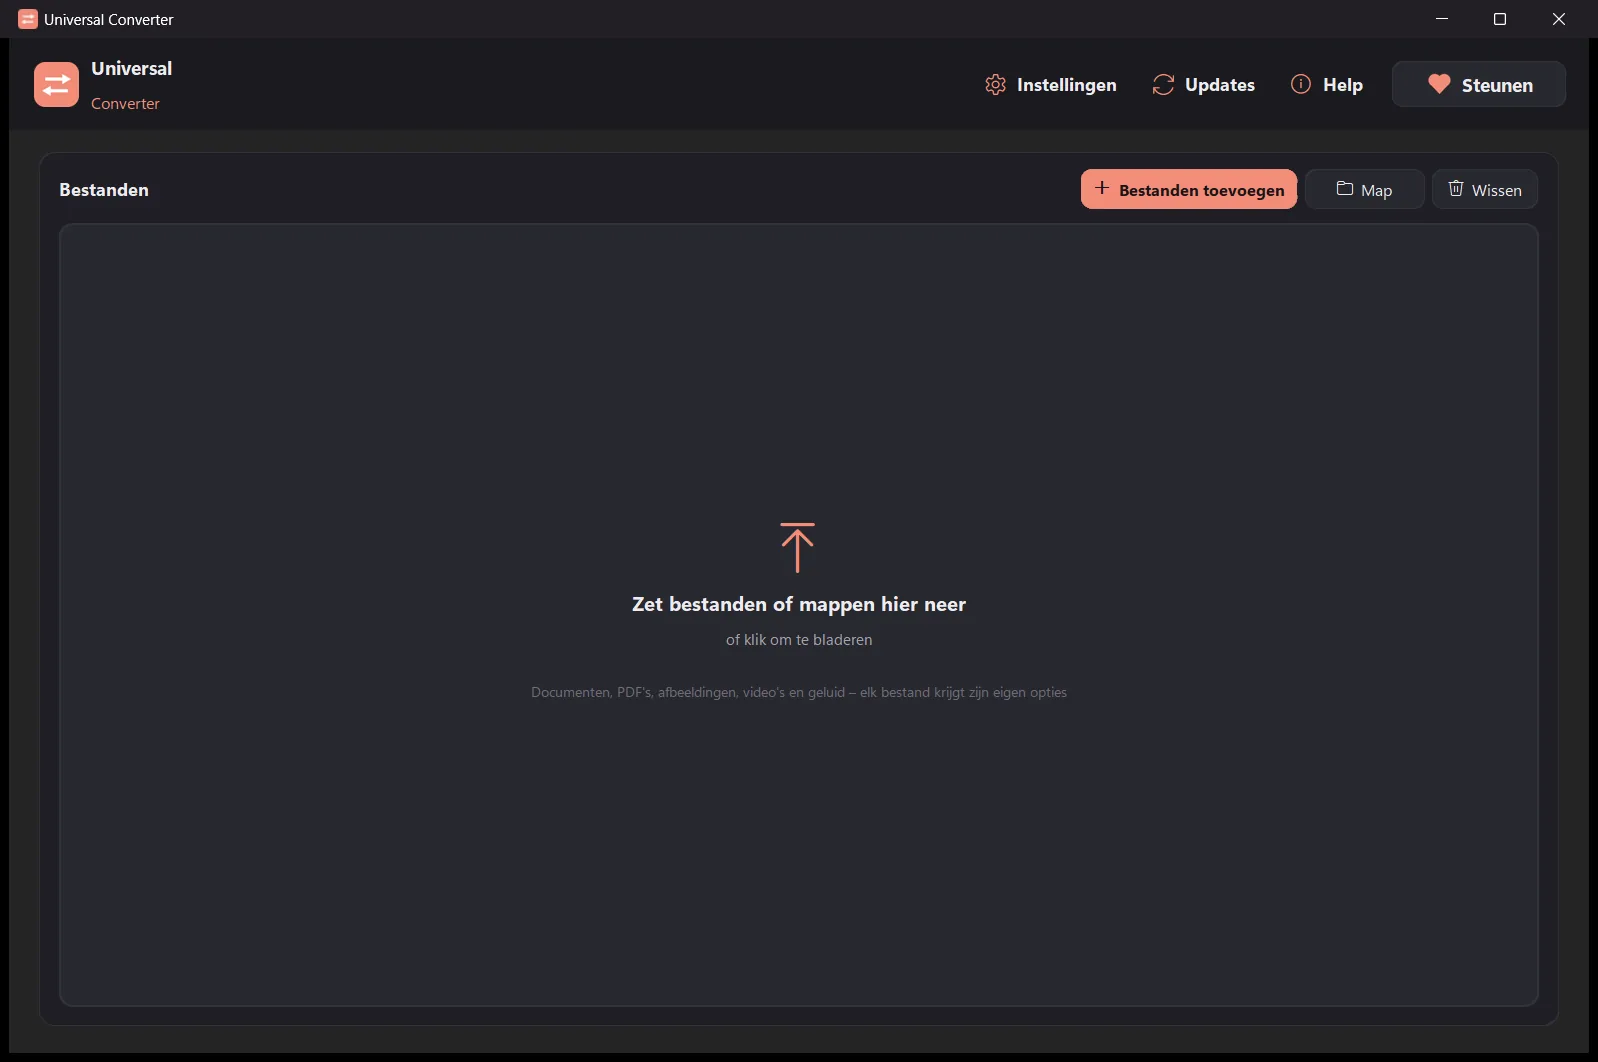 Universal Converter
Universal
Converter
Instellingen
Updates
Help
Steunen
Bestanden
Bestanden toevoegen
Map
Wissen
Zet bestanden of mappen hier neer
of klik om te bladeren
Documenten, PDF's, afbeeldingen, video's en geluid – elk bestand krijgt zijn eigen opties